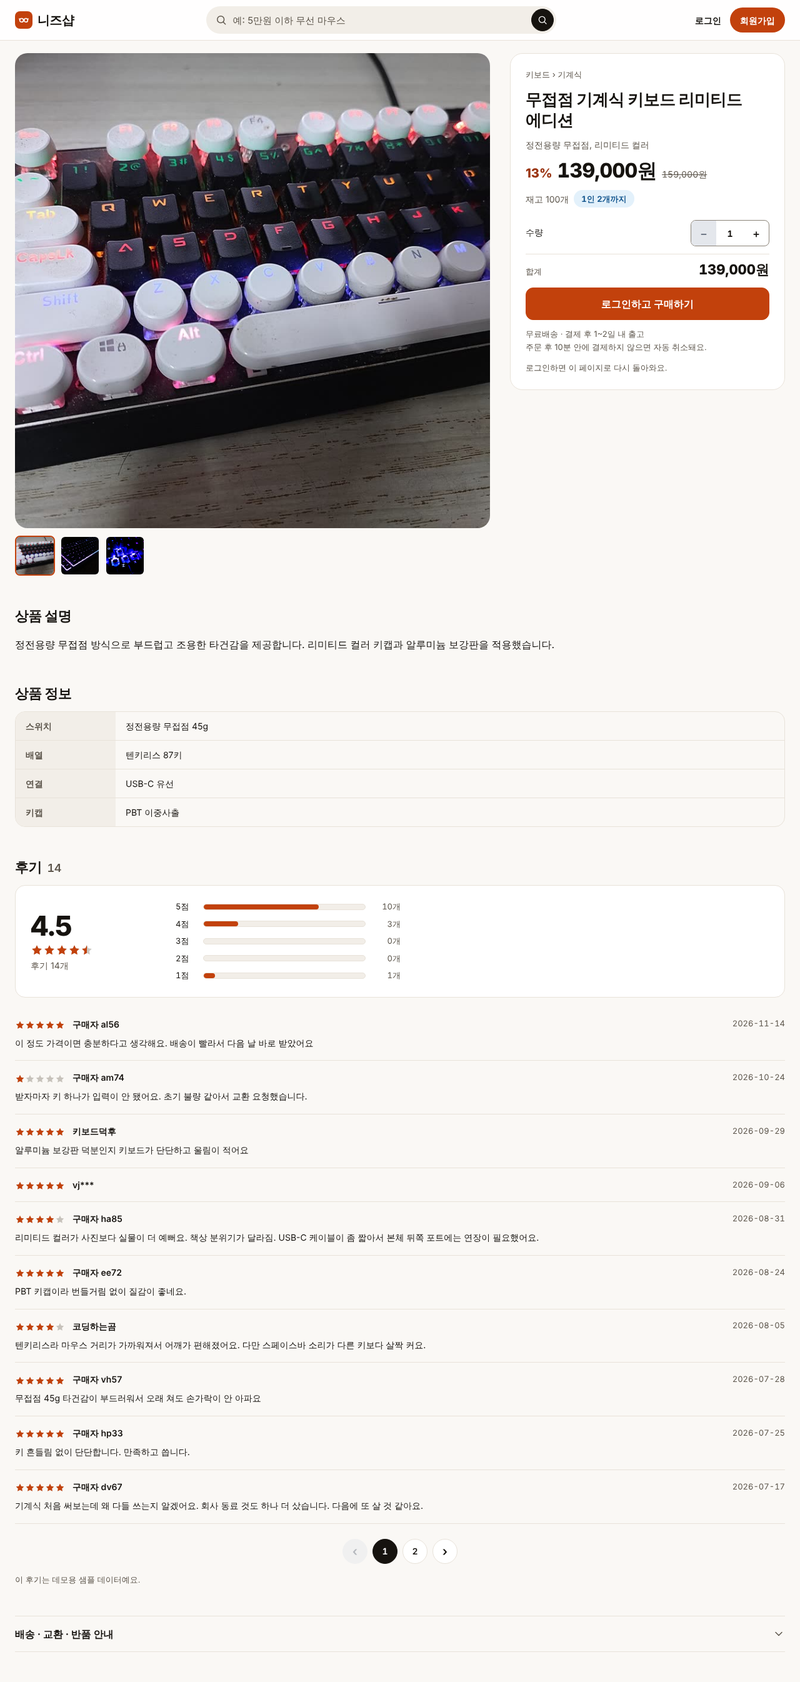 니즈샵
예: 5만원 이하 무선 마우스
로그인
회원가입
1! 2@ 3# 4$ 5% 6^ 7& 8* 9(
Tab Q W E R T Y U I O
CapsLk A S D F G H J K
Shift Z X C V B N M
Ctrl Alt
키보드 › 기계식
무접점 기계식 키보드 리미티드
에디션
정전용량 무접점, 리미티드 컬러
13% 139,000원 159,000원
재고 100개 1인 2개까지
수량 − 1 +
합계 139,000원
로그인하고 구매하기
무료배송 · 결제 후 1~2일 내 출고
주문 후 10분 안에 결제하지 않으면 자동 취소돼요.
로그인하면 이 페이지로 다시 돌아와요.
상품 설명
정전용량 무접점 방식으로 부드럽고 조용한 타건감을 제공합니다. 리미티드 컬러 키캡과 알루미늄 보강판을 적용했습니다.
상품 정보
스위치 정전용량 무접점 45g
배열 텐키리스 87키
연결 USB-C 유선
키캡 PBT 이중사출
후기 14
4.5
후기 14개
5점 10개
4점 3개
3점 0개
2점 0개
1점 1개
구매자 al56 2026-11-14
이 정도 가격이면 충분하다고 생각해요. 배송이 빨라서 다음 날 바로 받았어요
구매자 am74 2026-10-24
받자마자 키 하나가 입력이 안 됐어요. 초기 불량 같아서 교환 요청했습니다.
키보드덕후 2026-09-29
알루미늄 보강판 덕분인지 키보드가 단단하고 울림이 적어요
vj*** 2026-09-06
구매자 ha85 2026-08-31
리미티드 컬러가 사진보다 실물이 더 예뻐요. 책상 분위기가 달라짐. USB-C 케이블이 좀 짧아서 본체 뒤쪽 포트에는 연장이 필요했어요.
구매자 ee72 2026-08-24
PBT 키캡이라 번들거림 없이 질감이 좋네요.
코딩하는곰 2026-08-05
텐키리스라 마우스 거리가 가까워져서 어깨가 편해졌어요. 다만 스페이스바 소리가 다른 키보다 살짝 커요.
구매자 vh57 2026-07-28
무접점 45g 타건감이 부드러워서 오래 쳐도 손가락이 안 아파요
구매자 hp33 2026-07-25
키 흔들림 없이 단단합니다. 만족하고 씁니다.
구매자 dv67 2026-07-17
기계식 처음 써보는데 왜 다들 쓰는지 알겠어요. 회사 동료 것도 하나 더 샀습니다. 다음에 또 살 것 같아요.
‹ 1 2 ›
이 후기는 데모용 샘플 데이터예요.
배송 · 교환 · 반품 안내